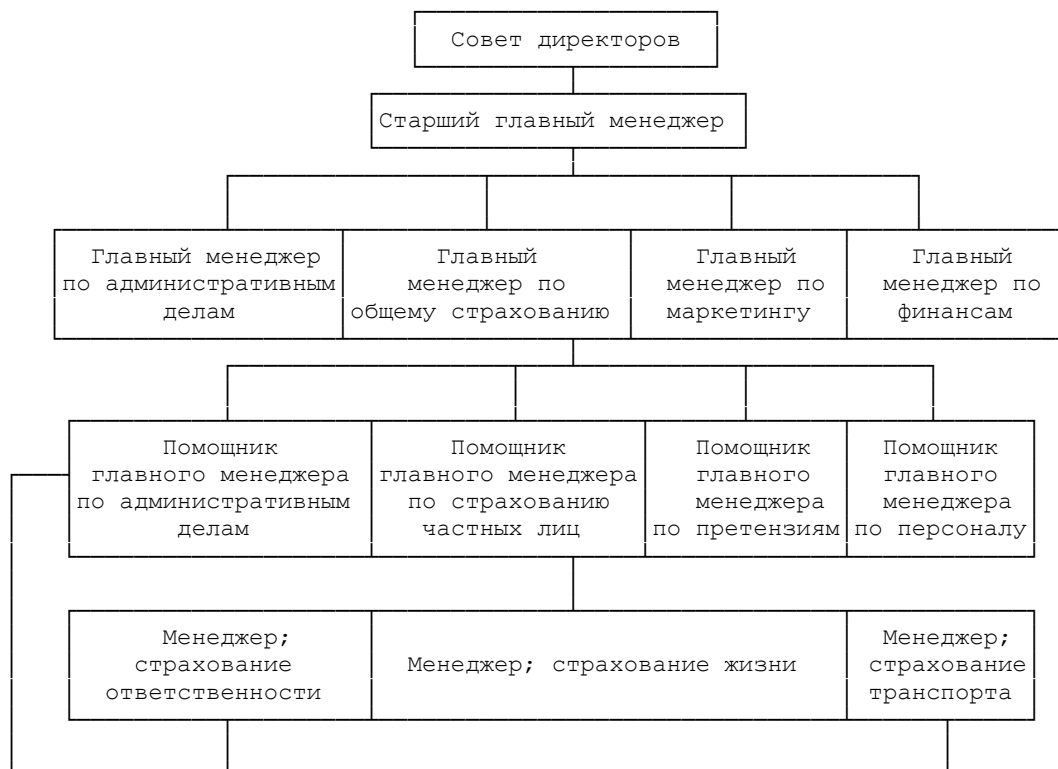 Совет директоров
Старший главный менеджер
Главный менеджер
по административным
делам
Главный
менеджер по
общему страхованию
Главный
менеджер по
маркетингу
Главный
менеджер по
финансам
Помощник
главного менеджера
по административным
делам
Помощник
главного менеджера
по страхованию
частных лиц
Помощник
главного
менеджера
по претензиям
Помощник
главного
менеджера
по персоналу
Менеджер;
страхование
ответственности
Менеджер; страхование жизни
Менеджер;
страхование
транспорта